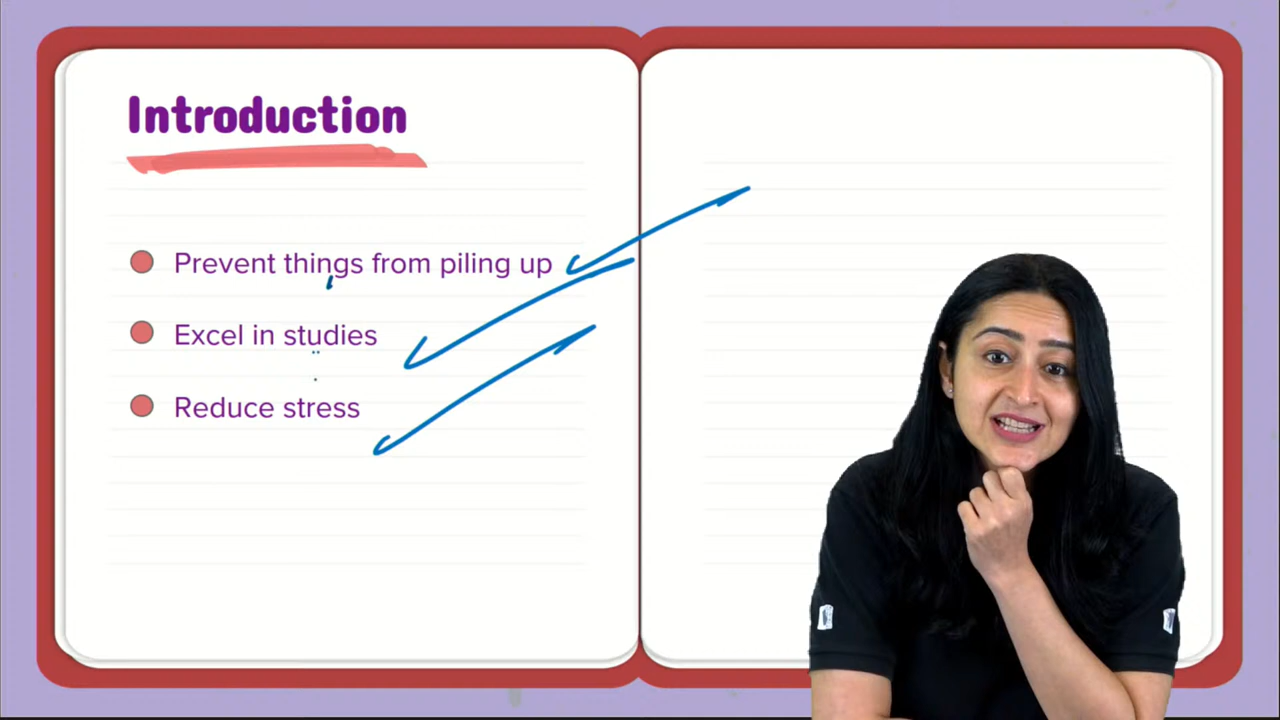 Introduction
Prevent things from piling up
Excel in studies
Reduce stress